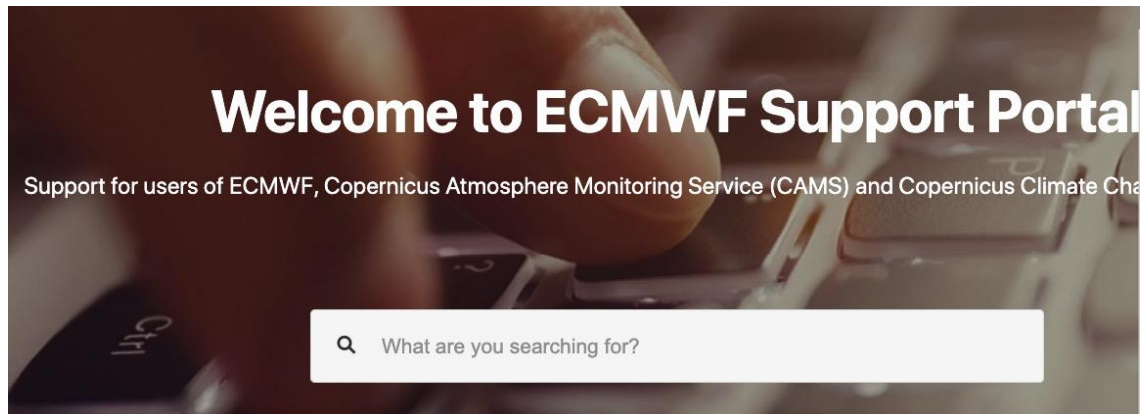 Welcome to ECMWF Support Portal
Support for users of ECMWF, Copernicus Atmosphere Monitoring Service (CAMS) and Copernicus Climate Cha
What are you searching for?
?
Ctrl